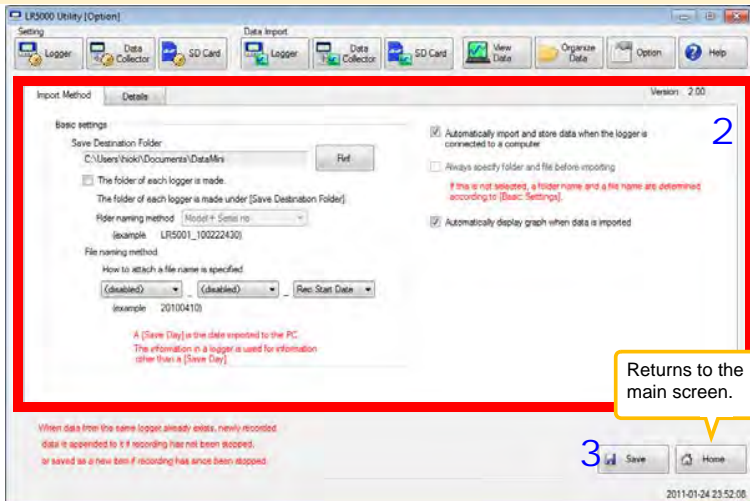 LR5000 Utility [Option]
Setting
Data Import
Logger
Data Collector
SD Card
Logger
Data Collector
SD Card
View Data
Organize Data
Option
Help
Import Method
Details
Version 2.00
2
Basic settings
Save Destination Folder
C:\Users\hioki\Documents\DataMini
Ref
The folder of each logger is made.
The folder of each logger is made under [Save Destination Folder]
Flder naming method
Model + Serial no
(example LR5001_100222430)
File naming method
How to attach a file name is specified
(disabled)
_
(disabled)
_
Rec Start Date
(example 20100410)
A [Save Day] is the date imported to the PC.
The information in a logger is used for information
other than a [Save Day]
Automatically import and store data when the logger is
connected to a computer
Always specify folder and file before importing
If this is not selected, a folder name and a file name are determined
according to [Basic Settings].
Automatically display graph when data is imported
Returns to the
main screen.
When data from the same logger already exists, newly recorded
data is appended to it if recording has not been stopped,
or saved as a new item if recording has since been stopped.
3
Save
Home
2011-01-24 23:52:08